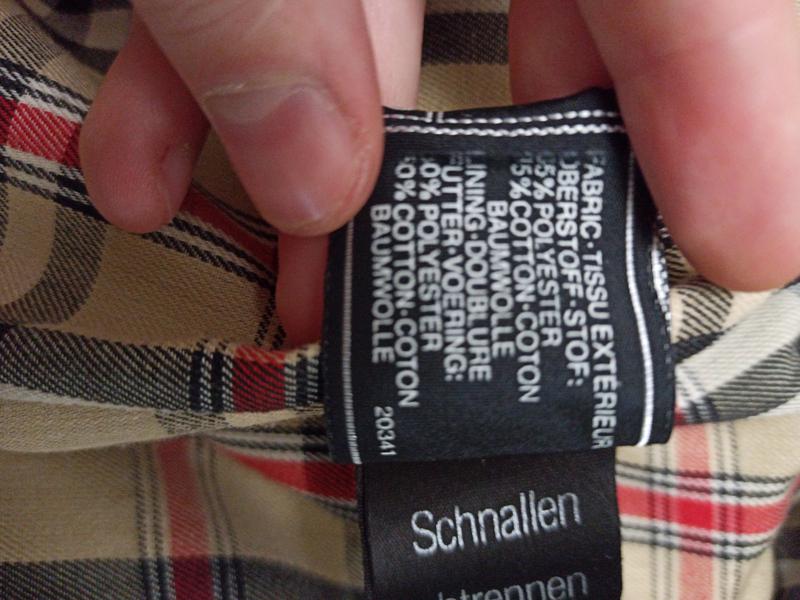 FABRIC·TISSU EXTÉRIEUR
OBERSTOFF·STOF:
POLYESTER
COTTON·COTON
BAUMWOLLE
LINING·DOUBLURE
FUTTER VOERING:
POLYESTER
COTTON·COTON
BAUMWOLLE
20341
Schnallen